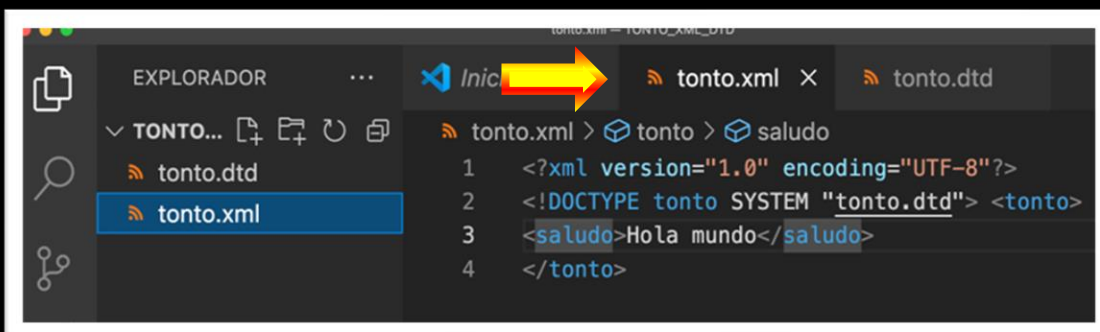 tonto.xml — TONTO_XML_DTD
EXPLORADOR ...
Inic
tonto.xml ×
tonto.dtd
TONTO...
tonto.dtd
tonto.xml
tonto.xml > tonto > saludo
1 <?xml version="1.0" encoding="UTF-8"?>
2 <!DOCTYPE tonto SYSTEM "tonto.dtd"> <tonto>
3 <saludo>Hola mundo</saludo>
4 </tonto>